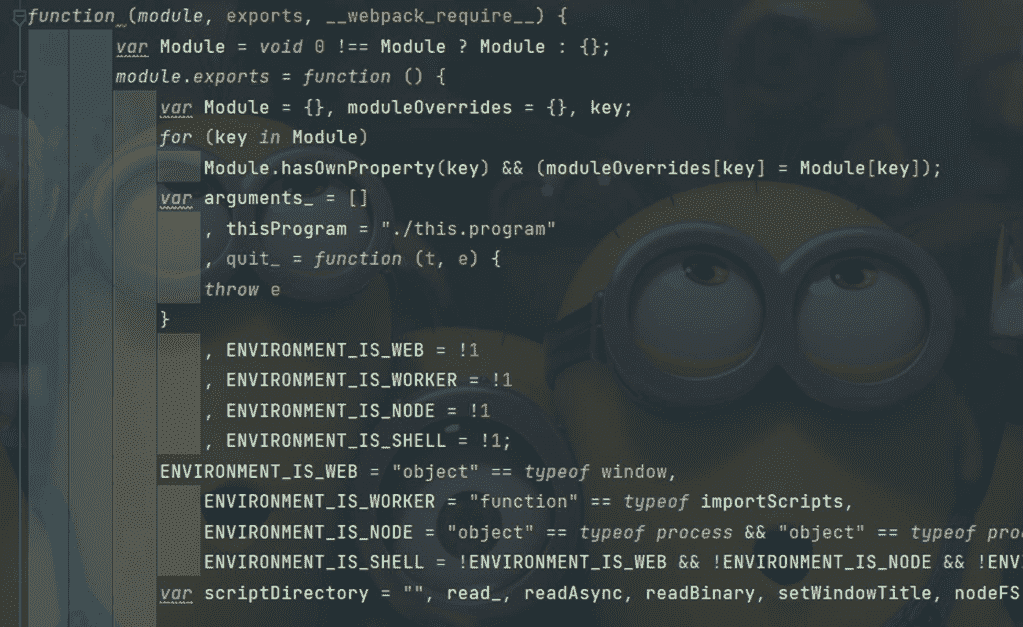 function (module, exports, __webpack_require__) {
var Module = void 0 !== Module ? Module : {};
module.exports = function () {
var Module = {}, moduleOverrides = {}, key;
for (key in Module)
Module.hasOwnProperty(key) && (moduleOverrides[key] = Module[key]);
var arguments_ = []
, thisProgram = "./this.program"
, quit_ = function (t, e) {
throw e
}
, ENVIRONMENT_IS_WEB = !1
, ENVIRONMENT_IS_WORKER = !1
, ENVIRONMENT_IS_NODE = !1
, ENVIRONMENT_IS_SHELL = !1;
ENVIRONMENT_IS_WEB = "object" == typeof window,
ENVIRONMENT_IS_WORKER = "function" == typeof importScripts,
ENVIRONMENT_IS_NODE = "object" == typeof process && "object" == typeof pro
ENVIRONMENT_IS_SHELL = !ENVIRONMENT_IS_WEB && !ENVIRONMENT_IS_NODE && !ENVI
var scriptDirectory = "", read_, readAsync, readBinary, setWindowTitle, nodeFS